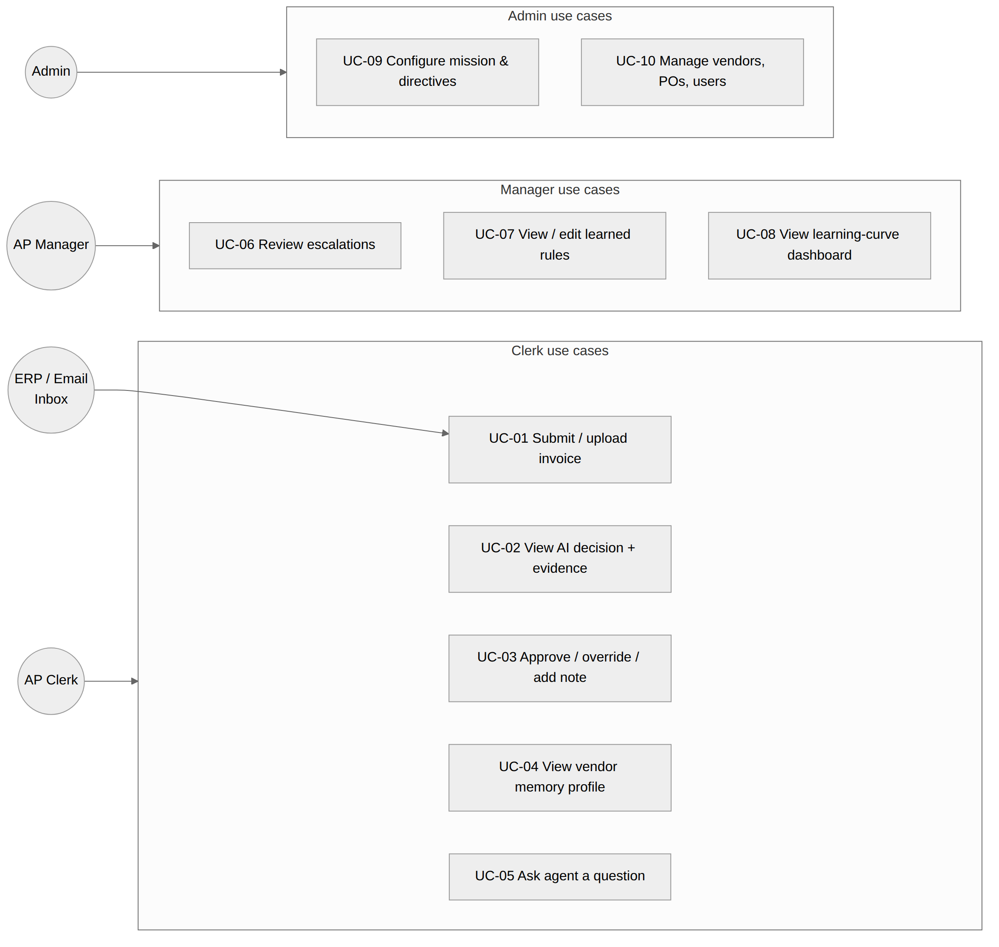 Admin use cases
Admin
UC-09 Configure mission &
directives
UC-10 Manage vendors,
POs, users
Manager use cases
AP Manager
UC-06 Review escalations
UC-07 View / edit learned
rules
UC-08 View learning-curve
dashboard
Clerk use cases
ERP / Email
Inbox
UC-01 Submit / upload
invoice
UC-02 View AI decision +
evidence
AP Clerk
UC-03 Approve / override /
add note
UC-04 View vendor
memory profile
UC-05 Ask agent a question